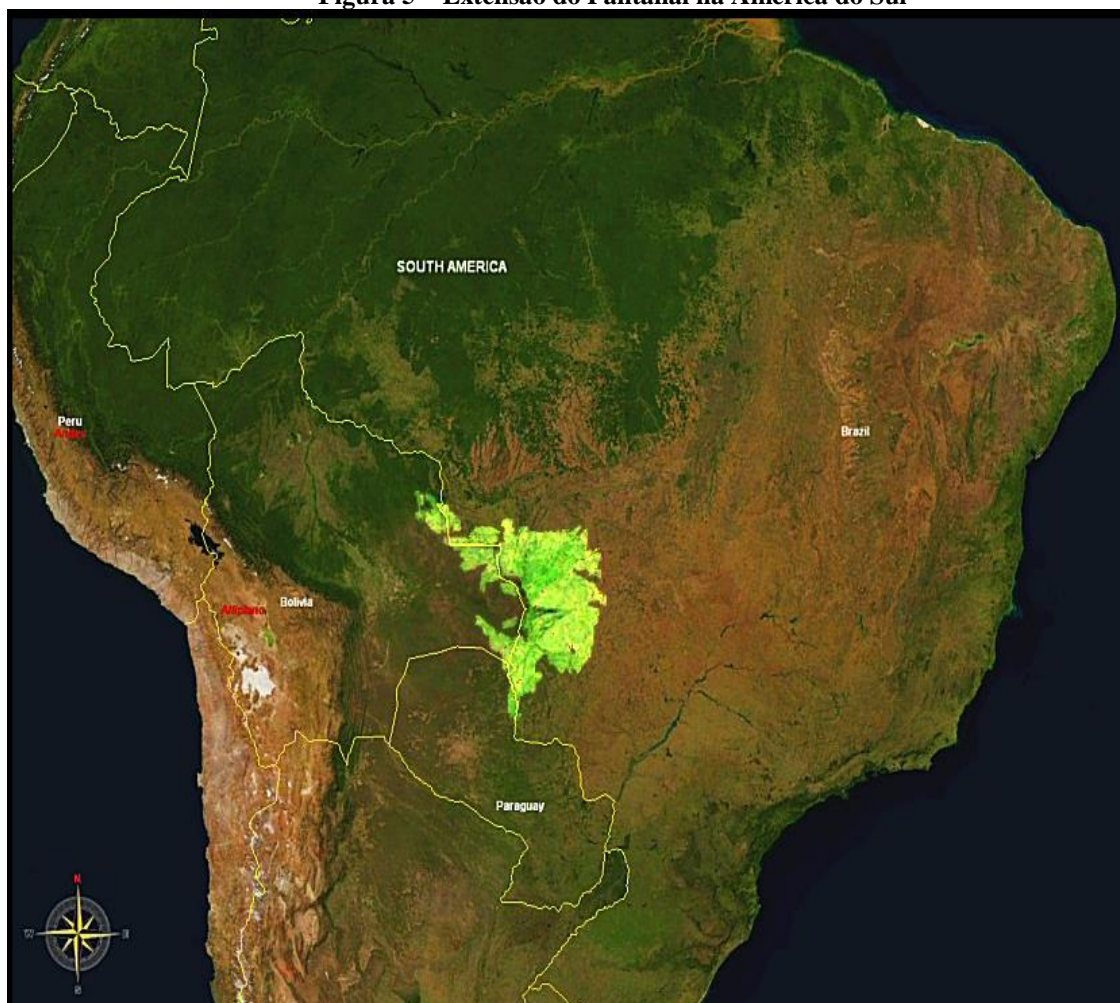 Figura 5 – Extensão do Pantanal na América do Sul
SOUTH AMERICA
Peru
Andes
Brazil
Bolivia
Altiplano
Paraguay
N
W
E
S